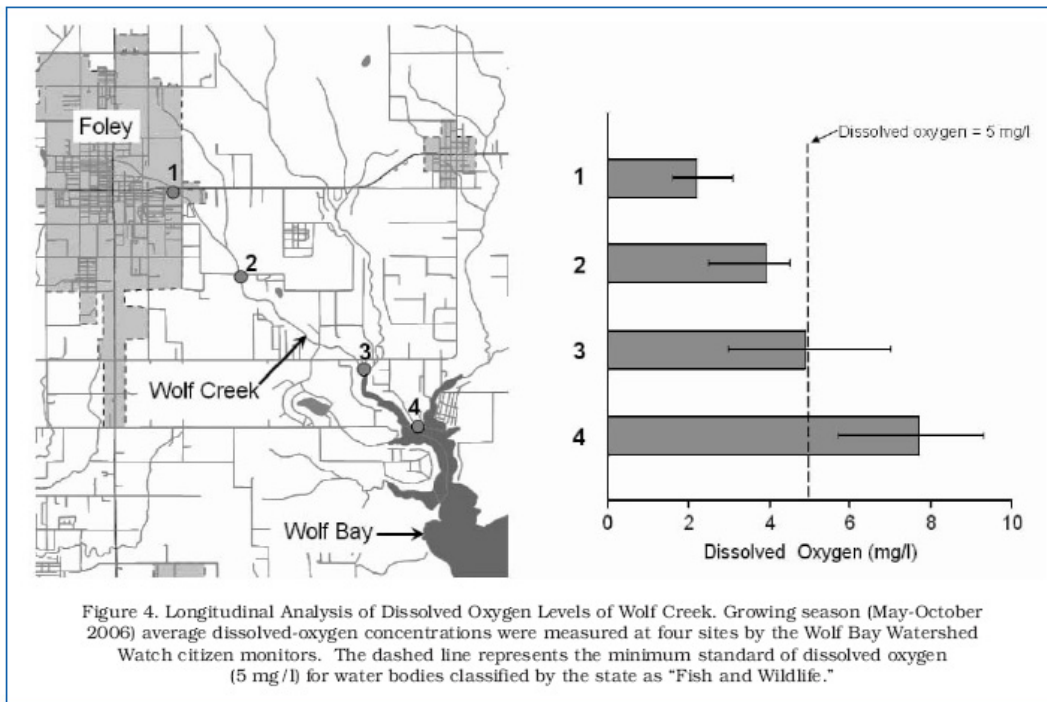 Foley
1
2
Wolf Creek
3
4
Wolf Bay
Dissolved oxygen = 5 mg/l
1
2
3
4
0 2 4 6 8 10
Dissolved Oxygen (mg/l)
Figure 4. Longitudinal Analysis of Dissolved Oxygen Levels of Wolf Creek. Growing season (May-October
2006) average dissolved-oxygen concentrations were measured at four sites by the Wolf Bay Watershed
Watch citizen monitors. The dashed line represents the minimum standard of dissolved oxygen
(5 mg/l) for water bodies classified by the state as “Fish and Wildlife.”